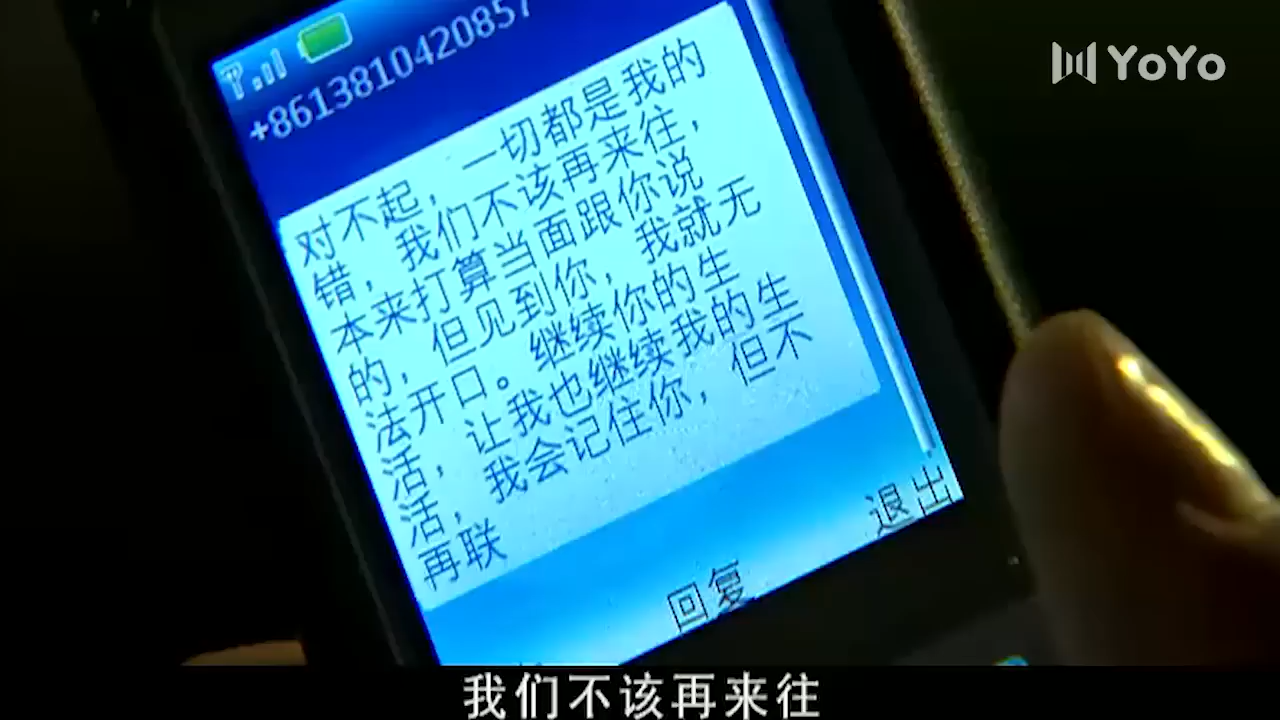 YoYo
+8613810420857
对不起，一切都是我的
错，我们不该再来往，
本来打算当面跟你说
的，但见到你，我就无
法开口。继续你的生
活，让我也继续我的生
活，我会记住你，但不
再联
回复
退出
我们不该再来往